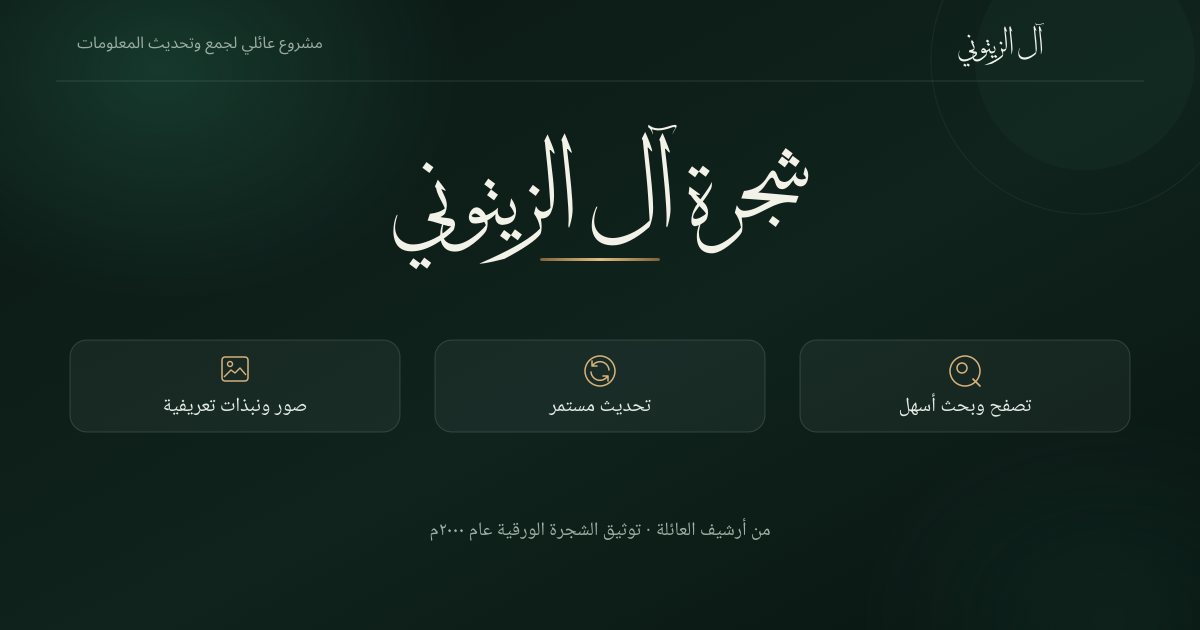 آل الزيتوني
مشروع عائلي لجمع وتحديث المعلومات
شجرة آل الزيتوني
تصفح وبحث أسهل
تحديث مستمر
صور ونبذات تعريفية
من أرشيف العائلة · توثيق الشجرة الورقية عام ٢٠٠٠م